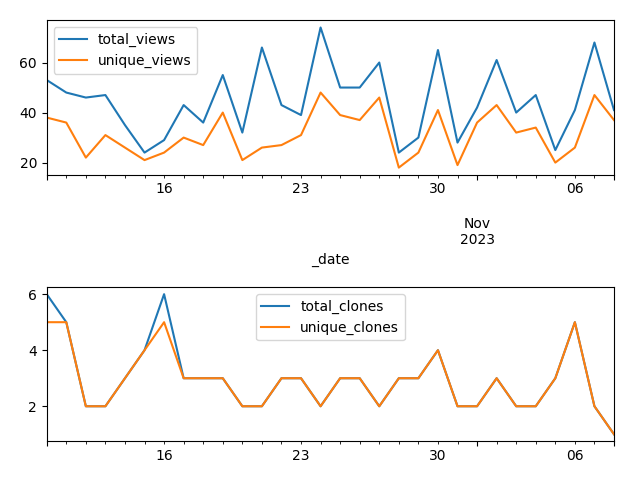 total_views
unique_views
60
40
20
16
23
30
06
Nov
2023
_date
total_clones
unique_clones
6
4
2
16
23
30
06